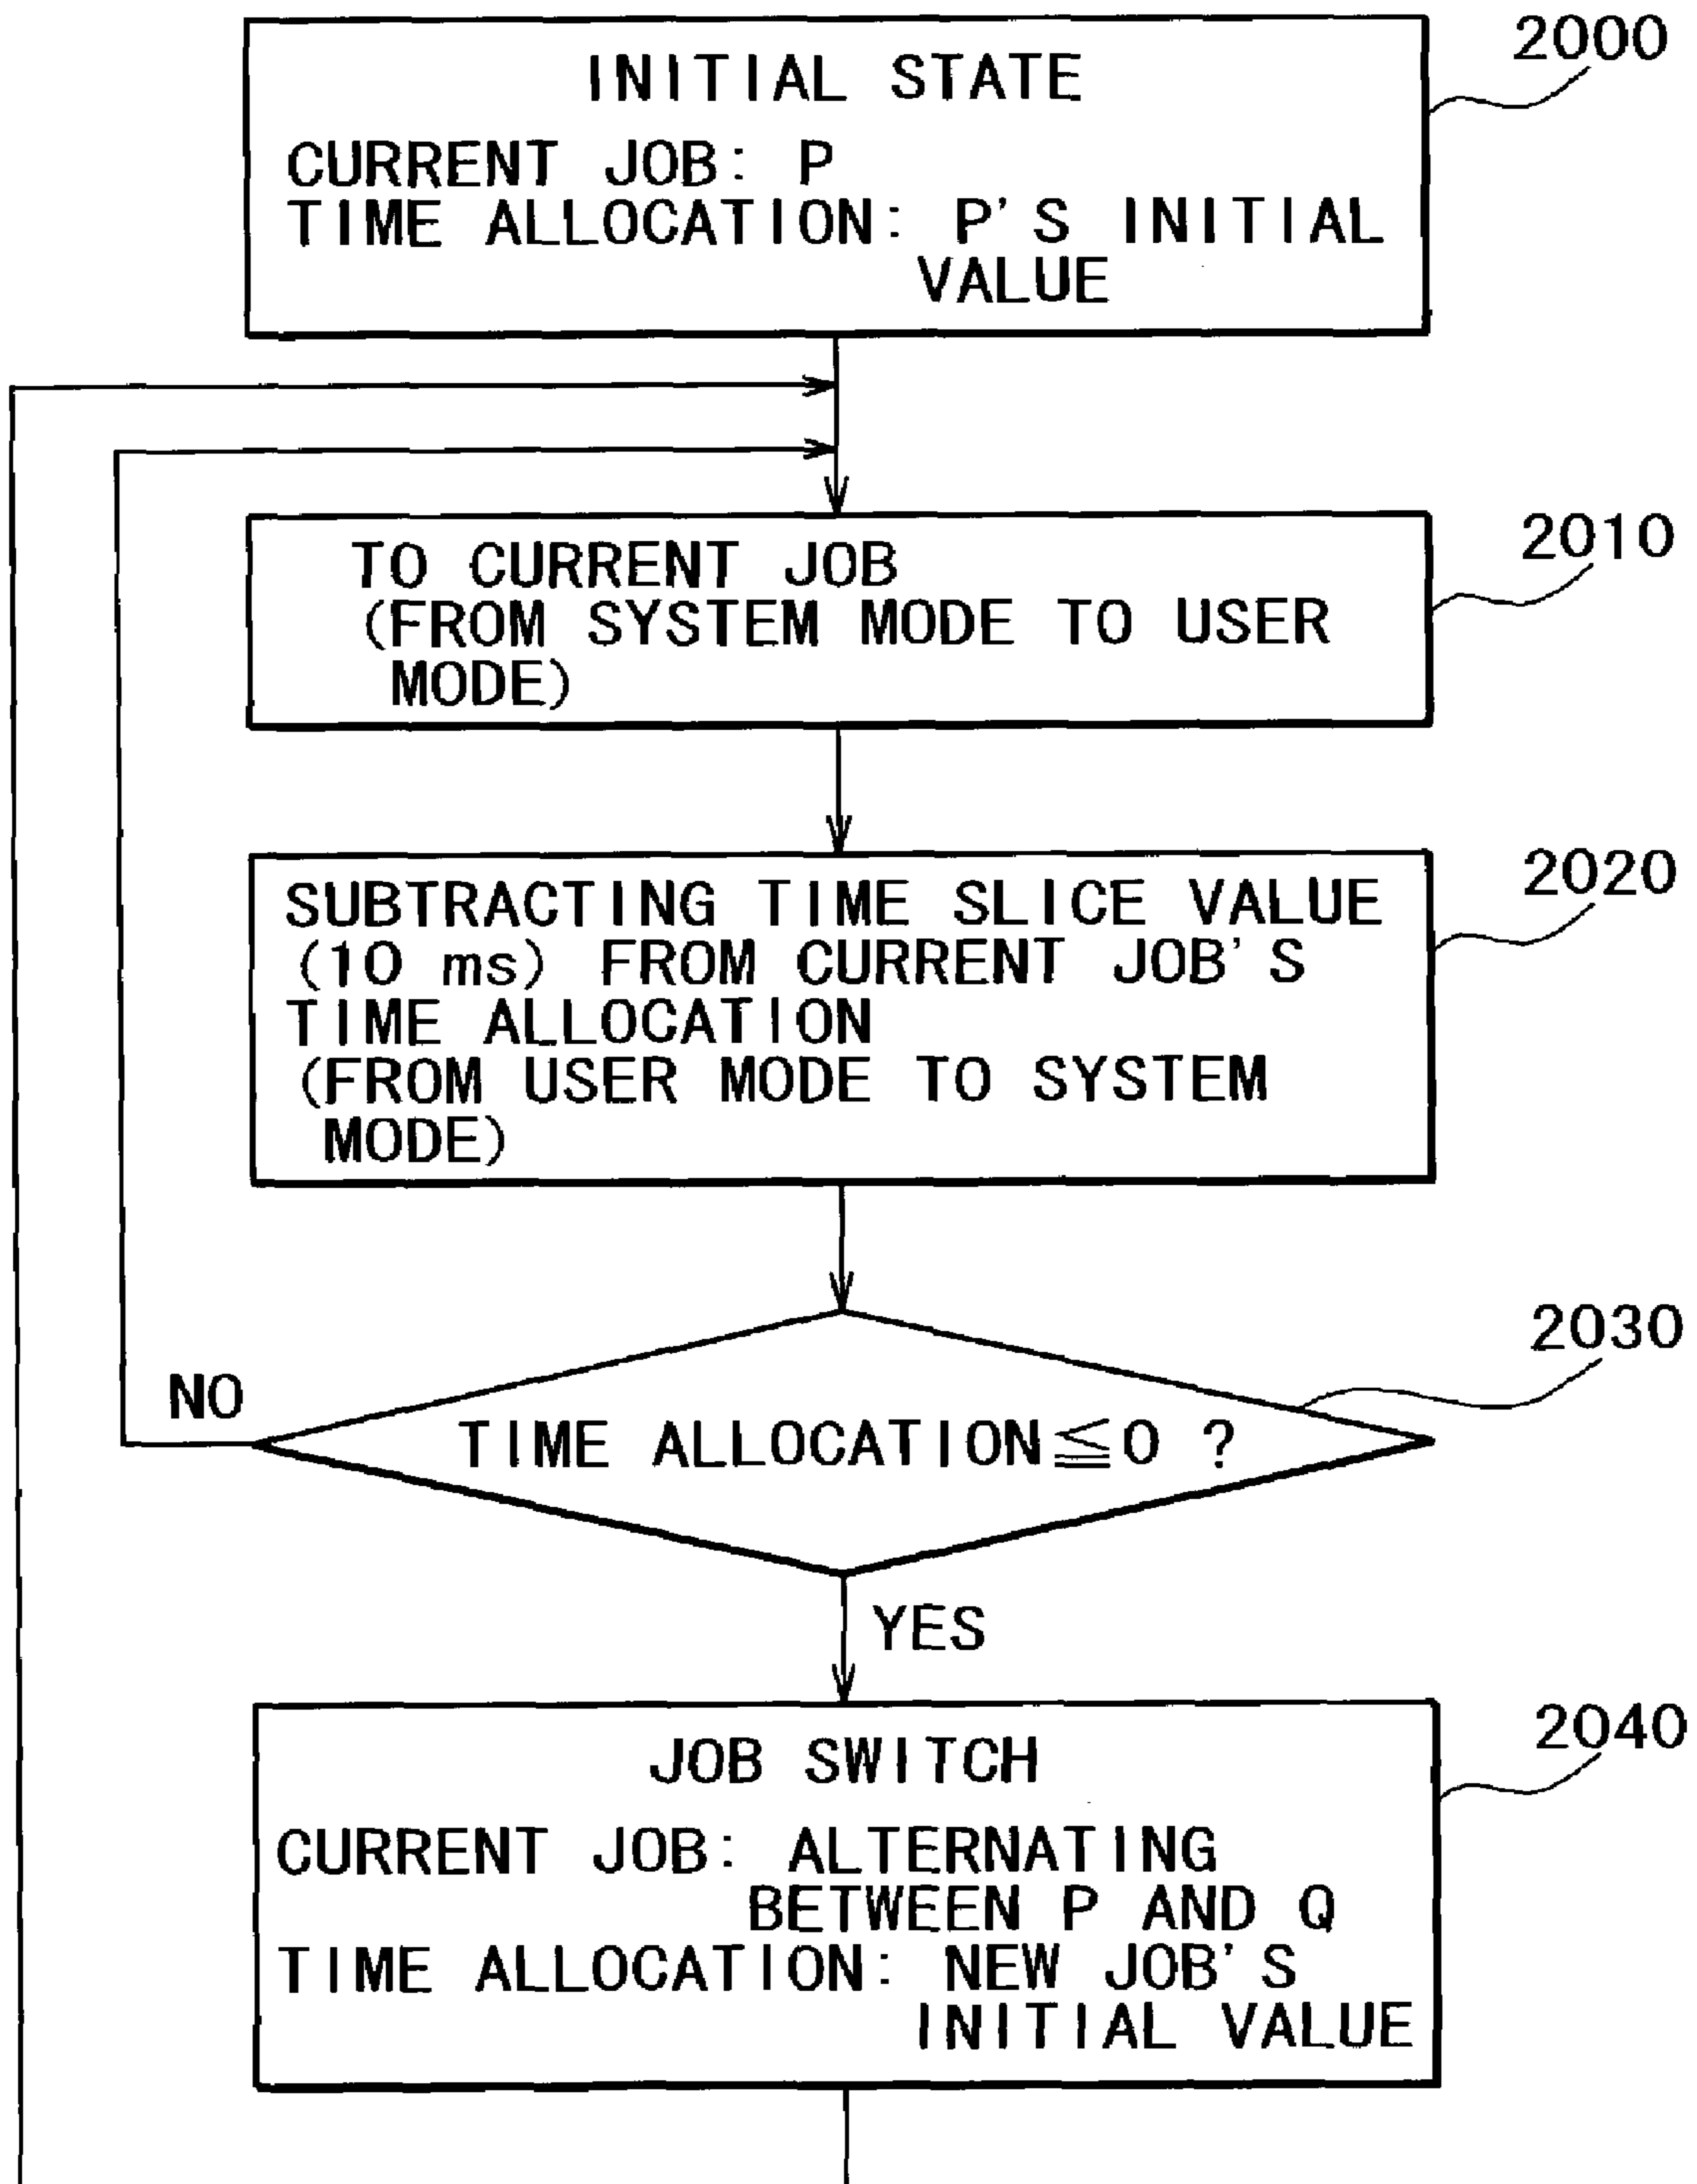 2000
INITIAL STATE
CURRENT JOB: P
TIME ALLOCATION: P'S INITIAL
VALUE
2010
TO CURRENT JOB
(FROM SYSTEM MODE TO USER
MODE)
2020
SUBTRACTING TIME SLICE VALUE
(10 ms) FROM CURRENT JOB'S
TIME ALLOCATION
(FROM USER MODE TO SYSTEM
MODE)
2030
NO
TIME ALLOCATION≦0 ?
YES
2040
JOB SWITCH
CURRENT JOB: ALTERNATING
BETWEEN P AND Q
TIME ALLOCATION: NEW JOB'S
INITIAL VALUE